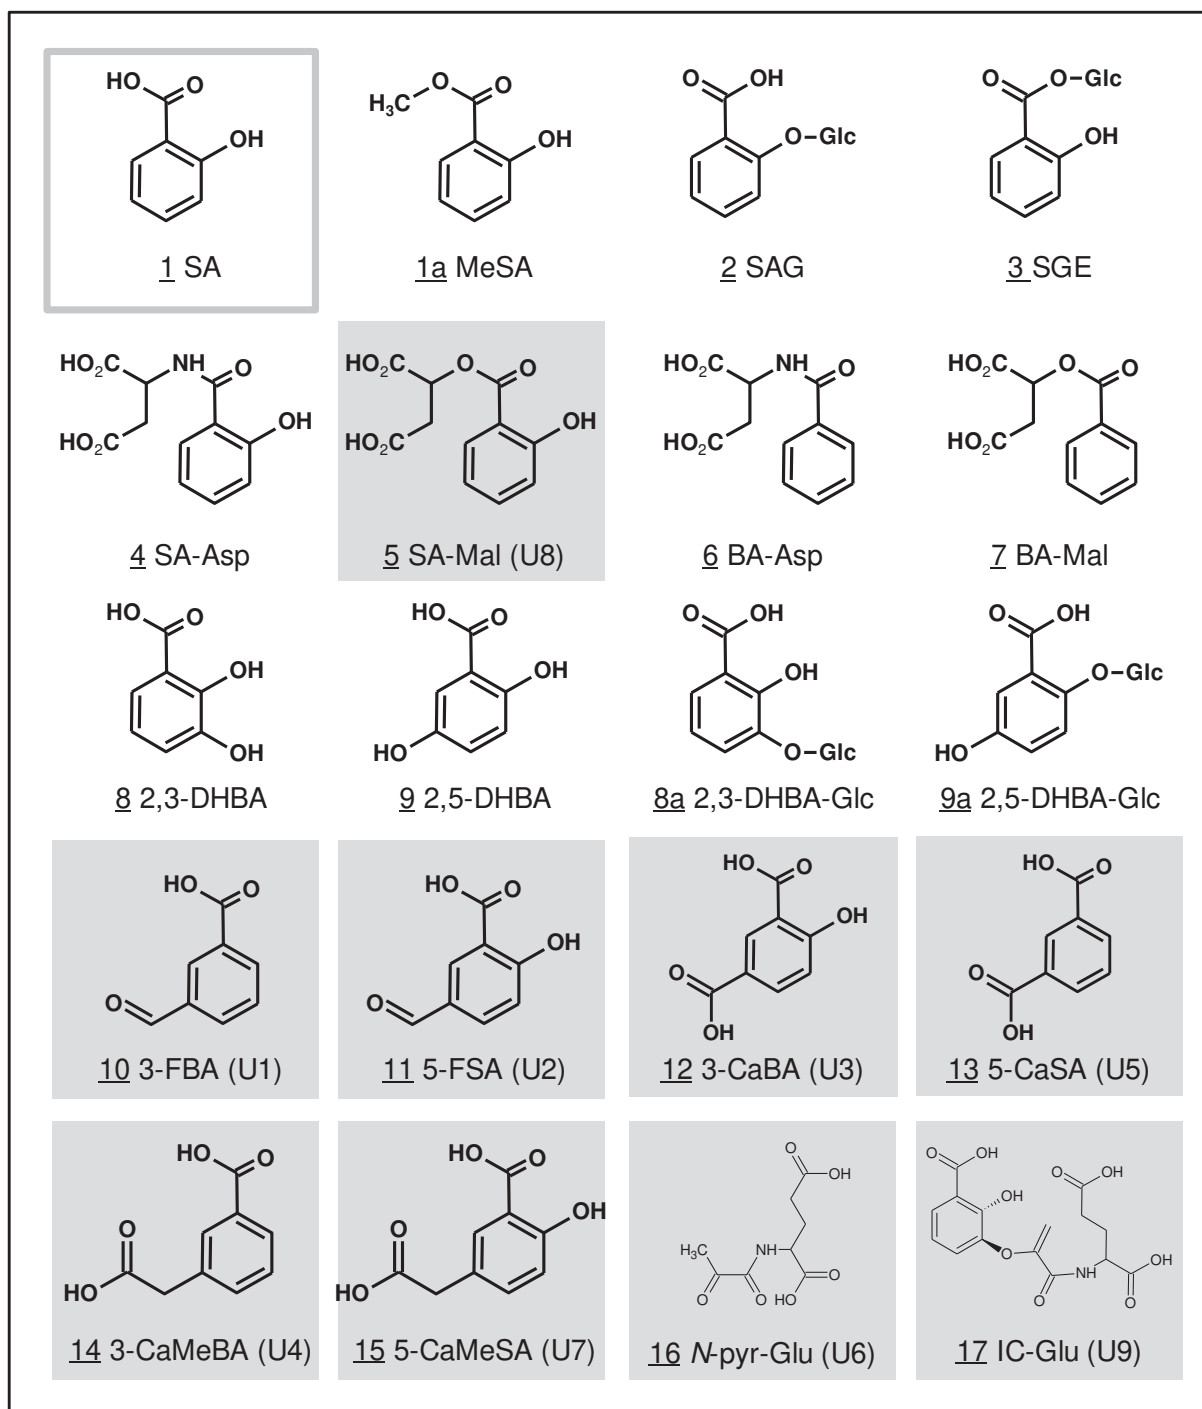 HO O OH
1 SA
O O H₃C OH
1a MeSA
O OH O–Glc
2 SAG
O O–Glc OH
3 SGE
HO₂C NH O HO₂C OH
4 SA-Asp
HO₂C O O HO₂C OH
5 SA-Mal (U8)
HO₂C NH O HO₂C
6 BA-Asp
HO₂C O O HO₂C
7 BA-Mal
HO O OH OH
8 2,3-DHBA
HO O OH HO
9 2,5-DHBA
O OH OH O–Glc
8a 2,3-DHBA-Glc
O OH O–Glc HO
9a 2,5-DHBA-Glc
HO O O
10 3-FBA (U1)
HO O OH O
11 5-FSA (U2)
HO O OH O OH
12 3-CaBA (U3)
HO O O OH
13 5-CaSA (U5)
HO O O HO
14 3-CaMeBA (U4)
HO O O OH HO
15 5-CaMeSA (U7)
O OH H₃C NH O O O HO OH
16 N-pyr-Glu (U6)
O OH OH O OH O NH OH O O
17 IC-Glu (U9)